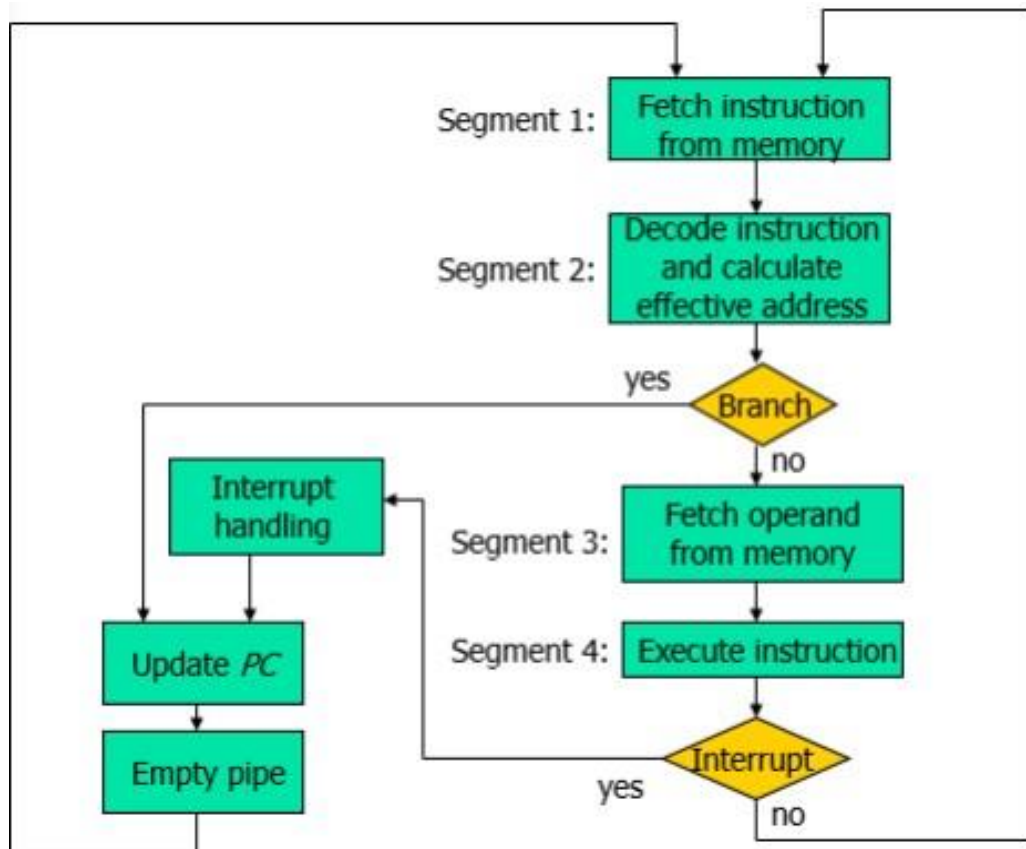 Segment 1:
Fetch instruction
from memory
Segment 2:
Decode instruction
and calculate
effective address
yes
Branch
no
Interrupt
handling
Segment 3:
Fetch operand
from memory
Update PC
Segment 4:
Execute instruction
Empty pipe
Interrupt
yes
no